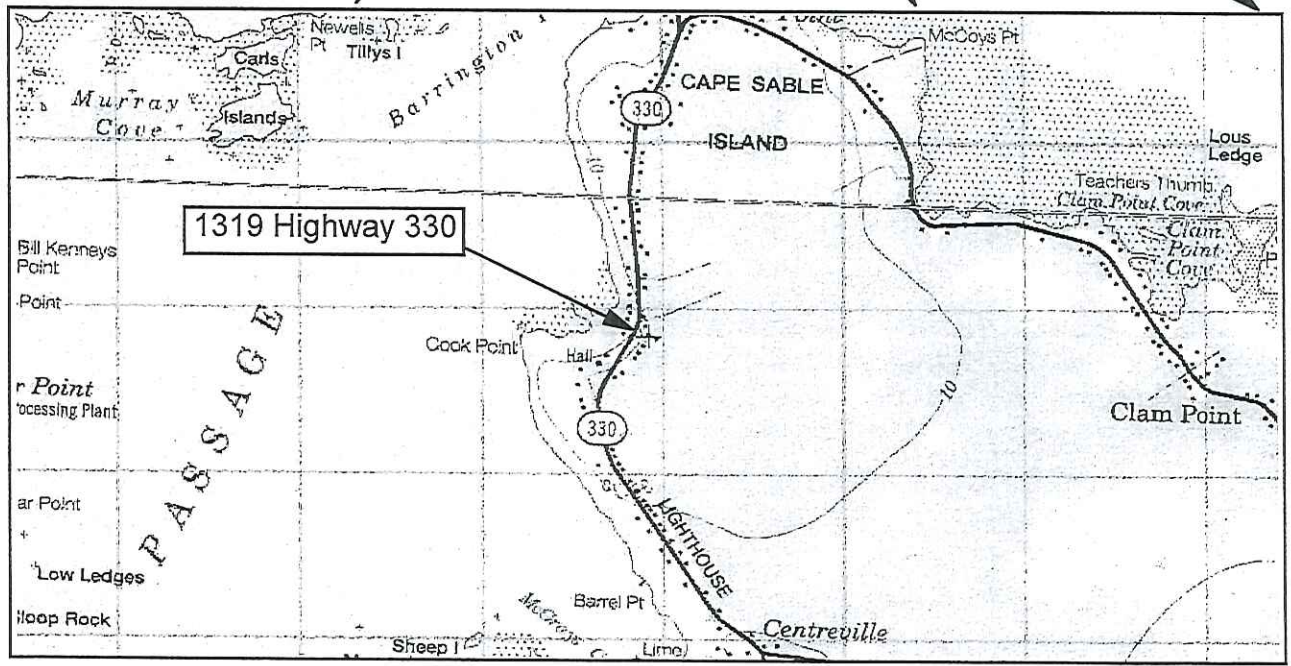 Newells
Pt
Tillys I
Carls
Islands
Murray
Cove
Barrington
330
CAPE SABLE
ISLAND
McCoys Pt
Lous
Ledge
Teachers Thumb
Clam Point Cove
Clam
Point
Cove
10
1319 Highway 330
Bill Kenneys
Point
Point
PASSAGE
Cook Point
Hall
10
r Point
ocessing Plant
330
Clam Point
ar Point
LIGHTHOUSE
Low Ledges
Barrel Pt
Sloop Rock
Centreville
Sheep I